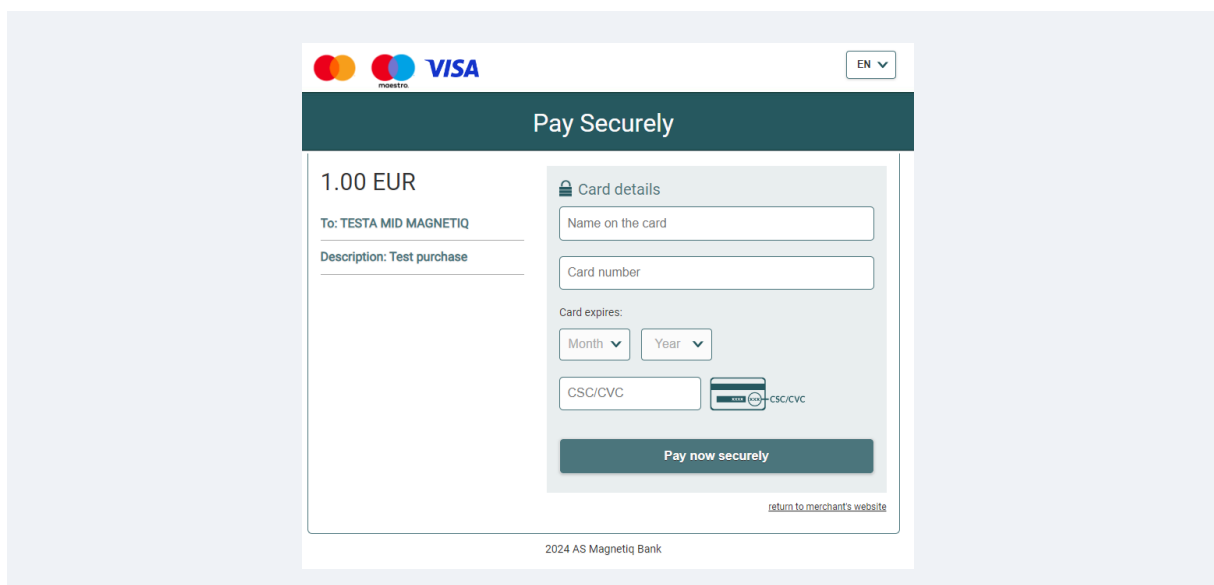 maestro.
VISA
EN
Pay Securely
1.00 EUR
To: TESTA MID MAGNETIQ
Description: Test purchase
Card details
Name on the card
Card number
Card expires:
Month
Year
CSC/CVC
xxxx xxx CSC/CVC
Pay now securely
return to merchant's website
2024 AS Magnetiq Bank